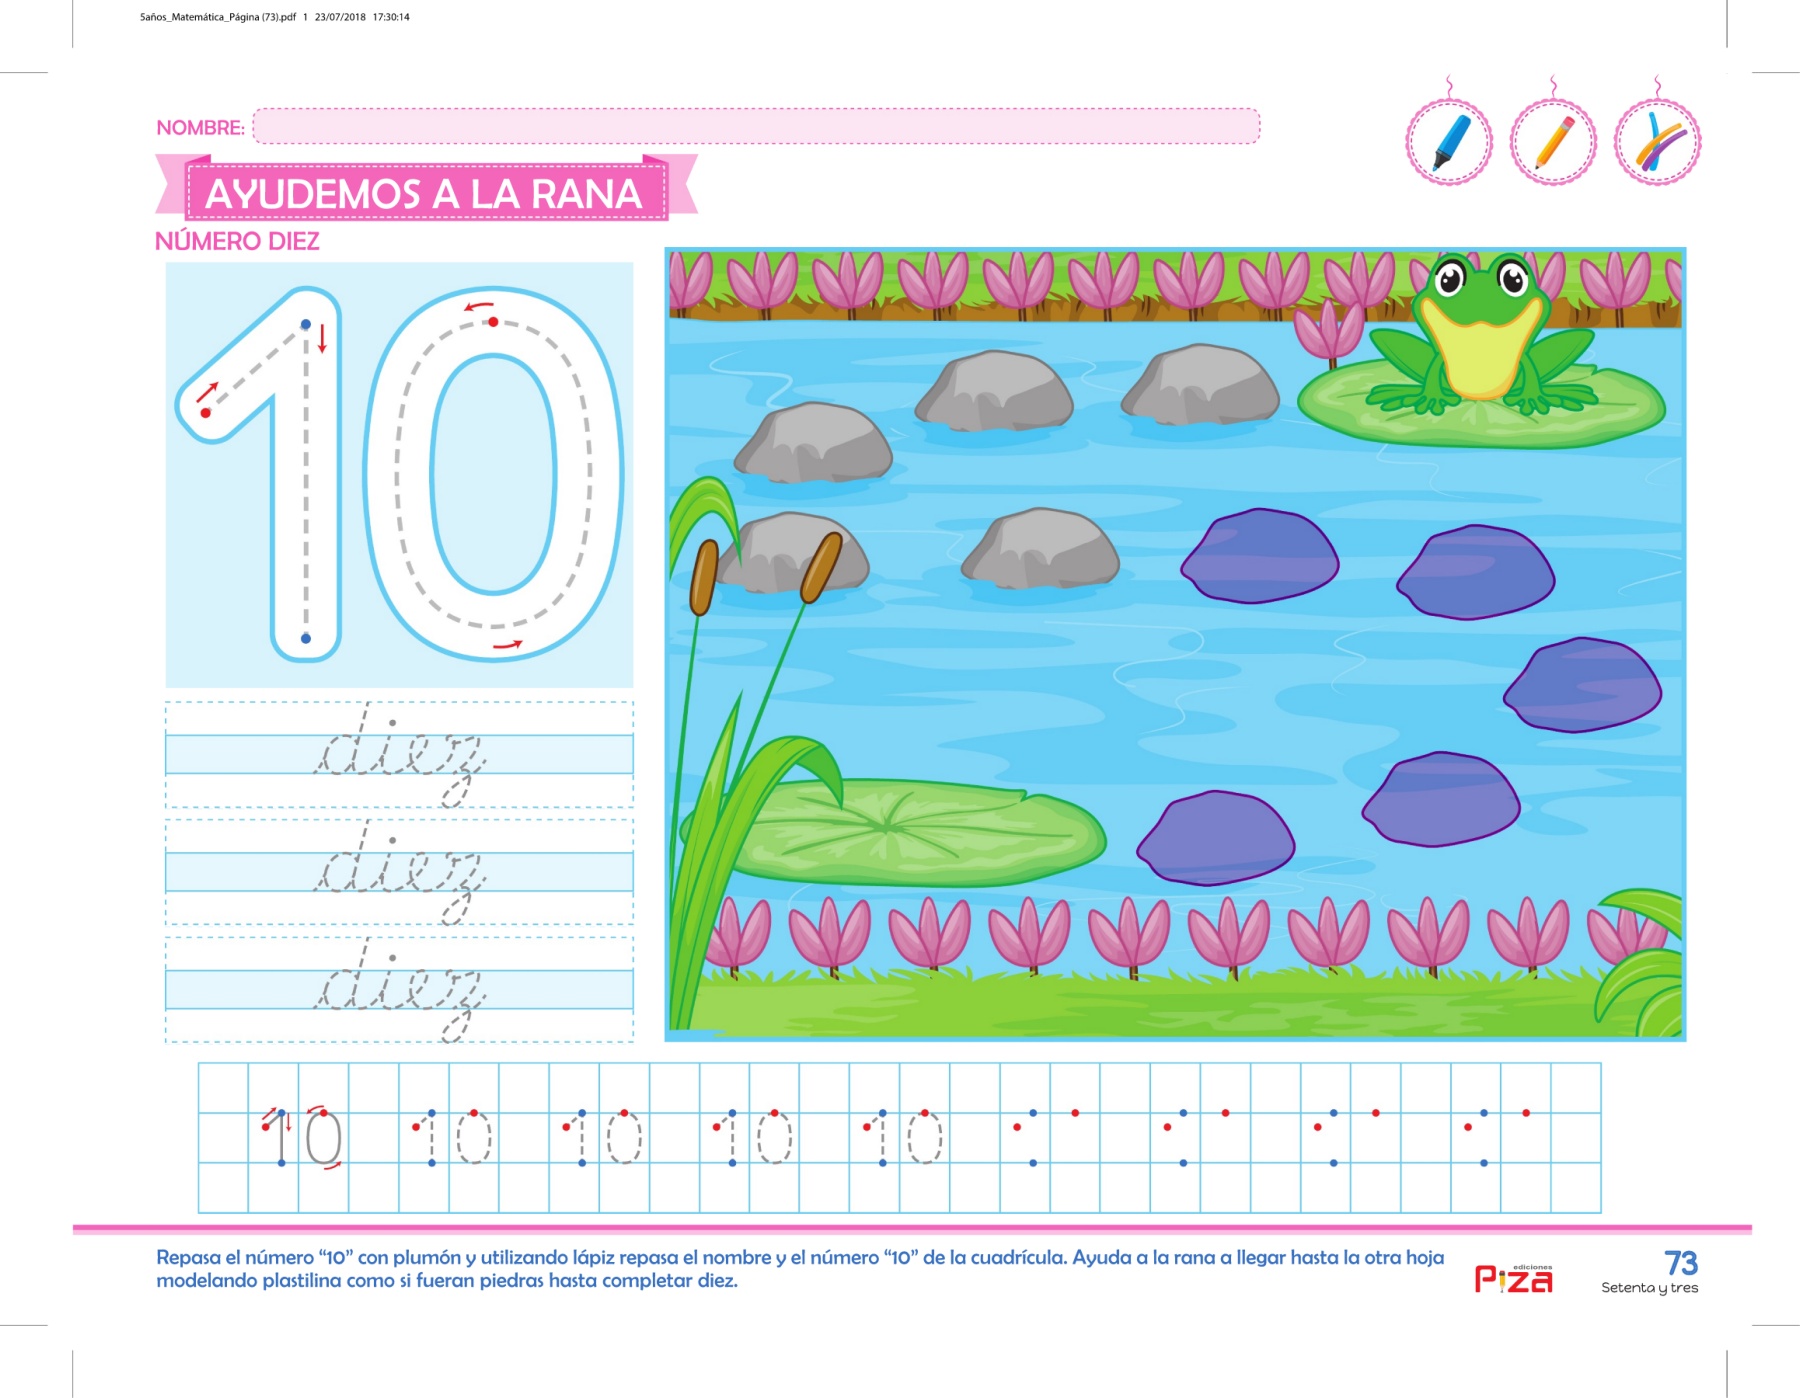 5años_Matemática_Página (73).pdf 1 23/07/2018 17:30:14
NOMBRE:
AYUDEMOS A LA RANA
NÚMERO DIEZ
10
diez
diez
diez
10 10 10 10 10
Repasa el número “10” con plumón y utilizando lápiz repasa el nombre y el número “10” de la cuadrícula. Ayuda a la rana a llegar hasta la otra hoja
modelando plastilina como si fueran piedras hasta completar diez.
ediciones
Piza
73
Setenta y tres